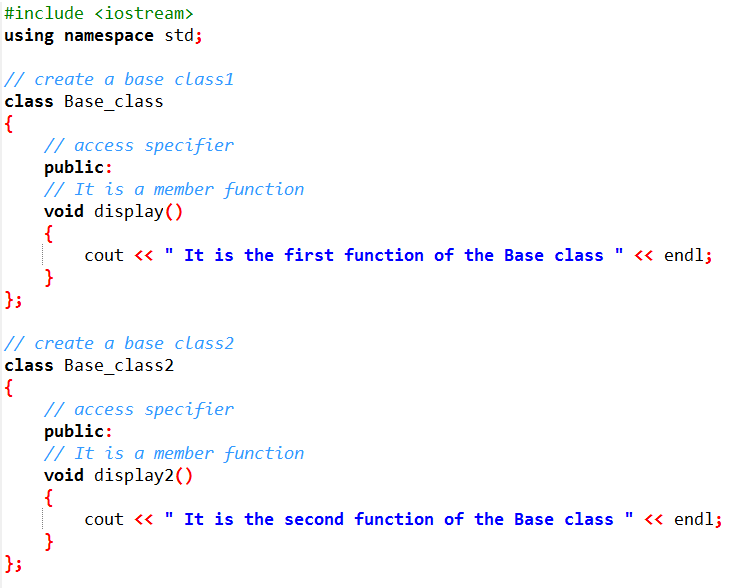 #include <iostream>
using namespace std;
// create a base class1
class Base_class
{
// access specifier
public:
// It is a member function
void display()
{
cout << " It is the first function of the Base class " << endl;
}
};
// create a base class2
class Base_class2
{
// access specifier
public:
// It is a member function
void display2()
{
cout << " It is the second function of the Base class " << endl;
}
};